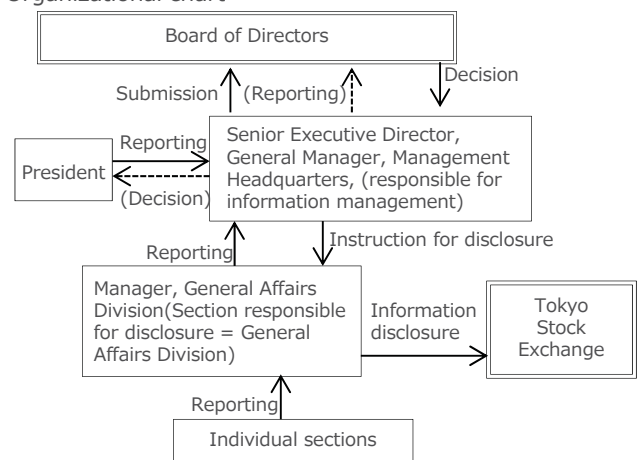 Organizational Chart
Board of Directors
Submission
(Reporting)
Decision
Reporting
President
(Decision)
Senior Executive Director,
General Manager, Management
Headquarters, (responsible for
information management)
Reporting
Instruction for disclosure
Manager, General Affairs
Division(Section responsible
for disclosure = General
Affairs Division)
Information
disclosure
Tokyo
Stock
Exchange
Reporting
Individual sections